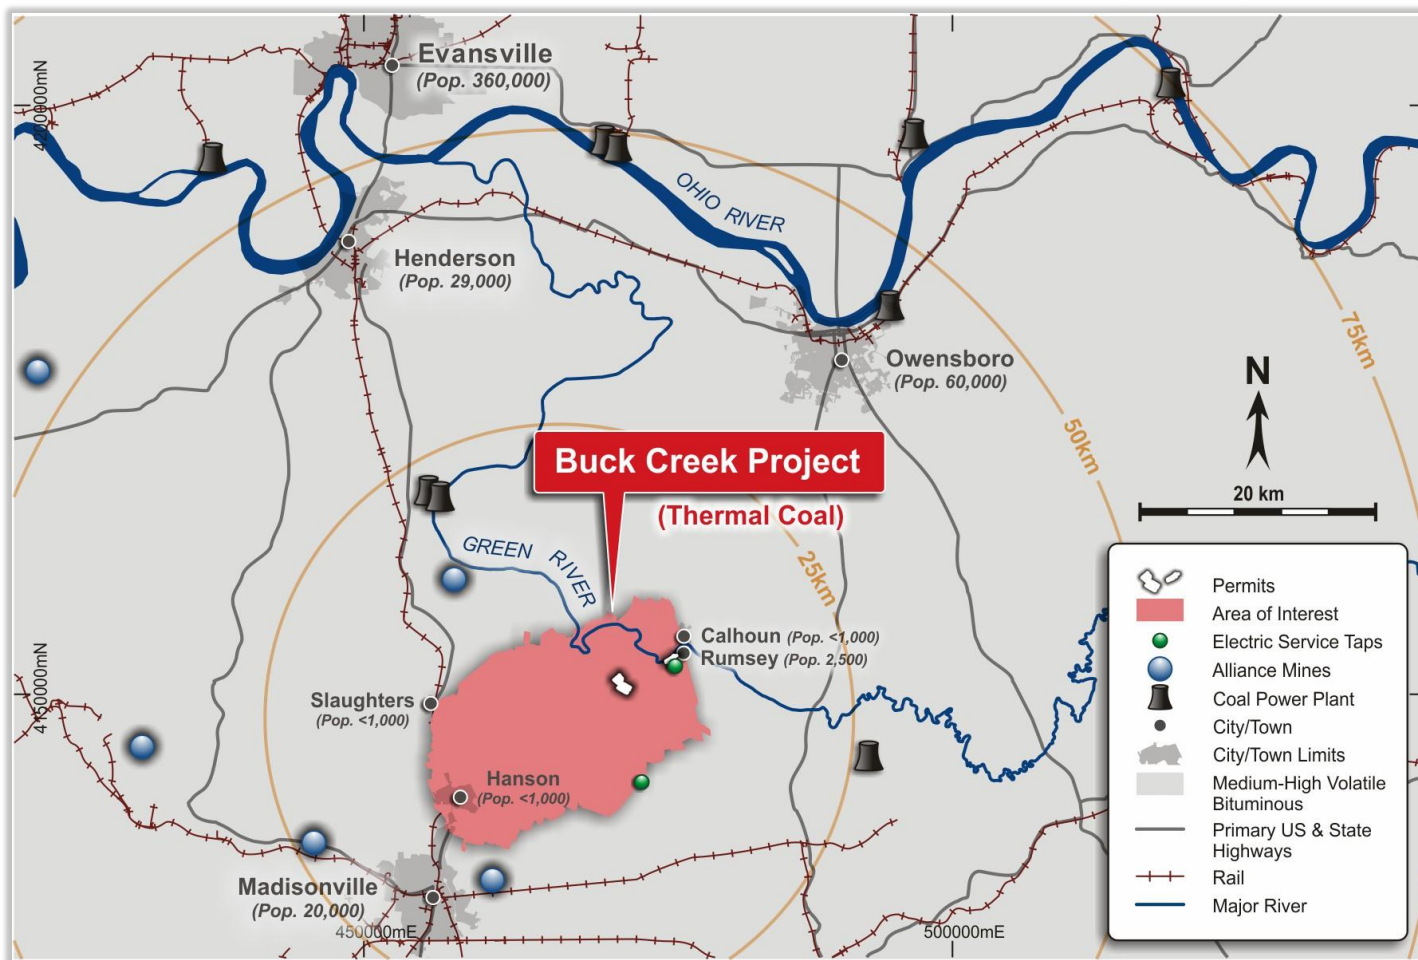 Evansville
(Pop. 360,000)
4200000mN
OHIO RIVER
Henderson
(Pop. 29,000)
75km
Owensboro
(Pop. 60,000)
N
50km
Buck Creek Project
(Thermal Coal)
20 km
GREEN RIVER
25km
Calhoun (Pop. <1,000)
Rumsey (Pop. 2,500)
4150000mN
Slaughters
(Pop. <1,000)
Hanson
(Pop. <1,000)
Madisonville
(Pop. 20,000)
450000mE
500000mE
Permits
Area of Interest
Electric Service Taps
Alliance Mines
Coal Power Plant
City/Town
City/Town Limits
Medium-High Volatile
Bituminous
Primary US & State
Highways
Rail
Major River